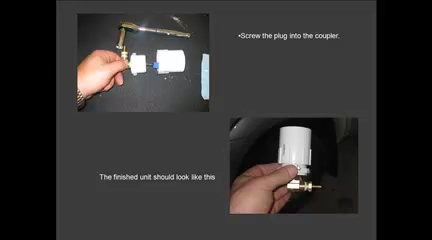 •Screw the plug into the coupler.
The finished unit should look like this